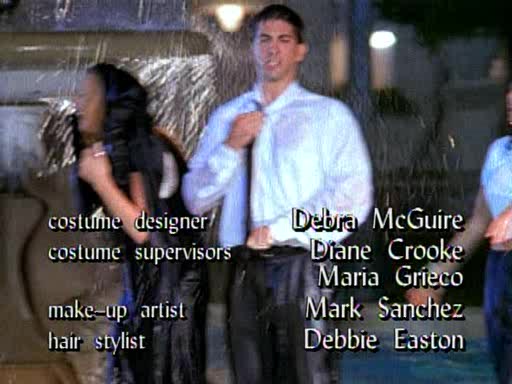 costume designer Debra McGuire
costume supervisors Diane Crooke
Maria Grieco
make-up artist Mark Sanchez
hair stylist Debbie Easton